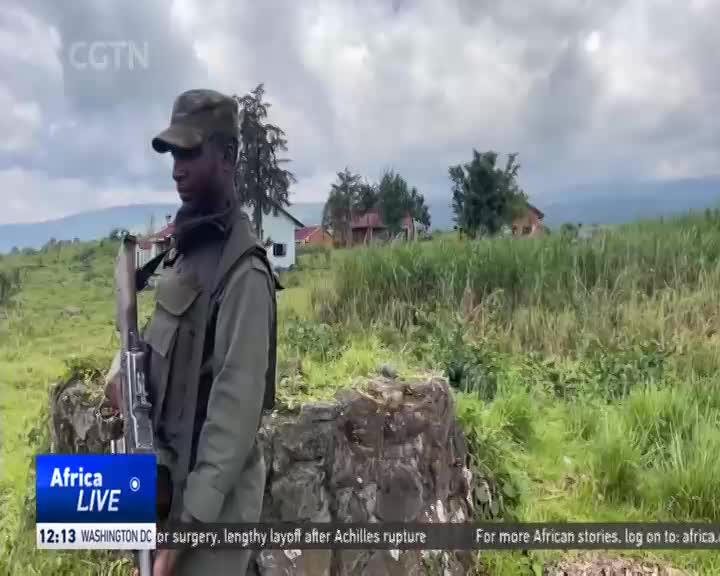 CGTN
Africa
LIVE
12:13 WASHINGTON DC
or surgery, lengthy layoff after Achilles rupture For more African stories, log on to: africa.